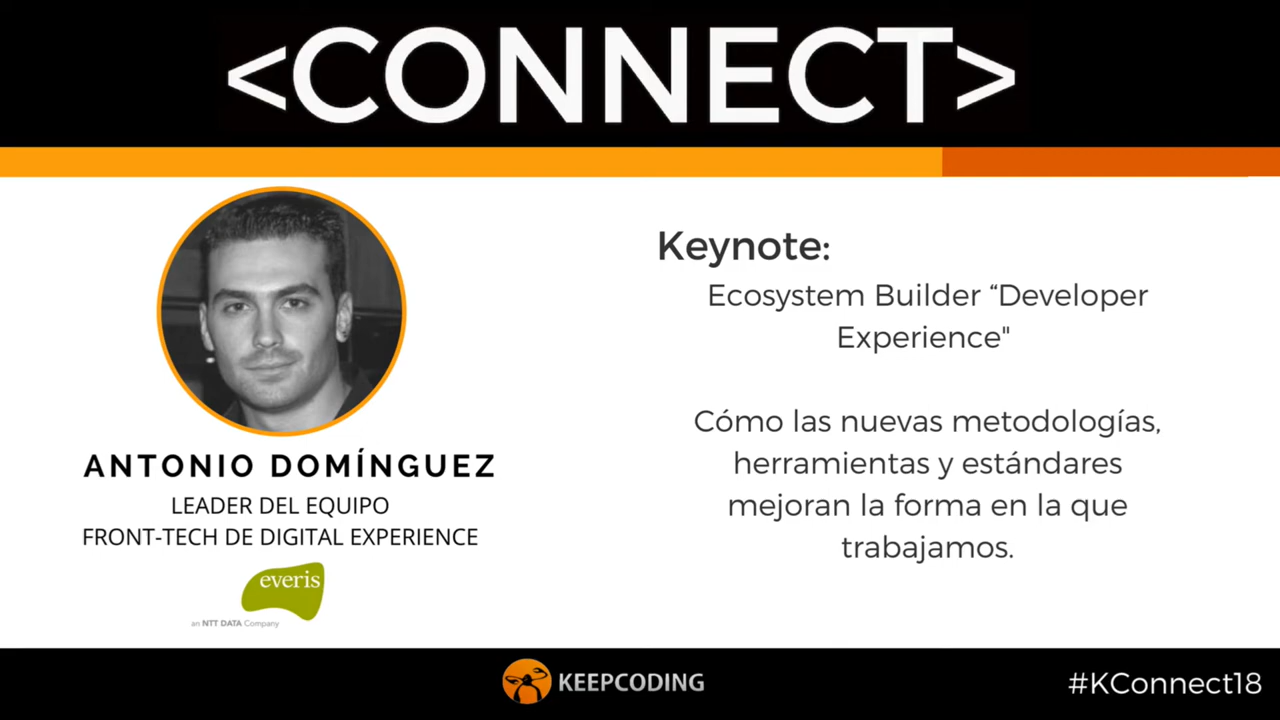 <CONNECT>
Keynote:
Ecosystem Builder “Developer
Experience"
Cómo las nuevas metodologías,
herramientas y estándares
mejoran la forma en la que
trabajamos.
ANTONIO DOMÍNGUEZ
LEADER DEL EQUIPO
FRONT-TECH DE DIGITAL EXPERIENCE
everis
an NTT DATA Company
KEEPCODING
#KConnect18